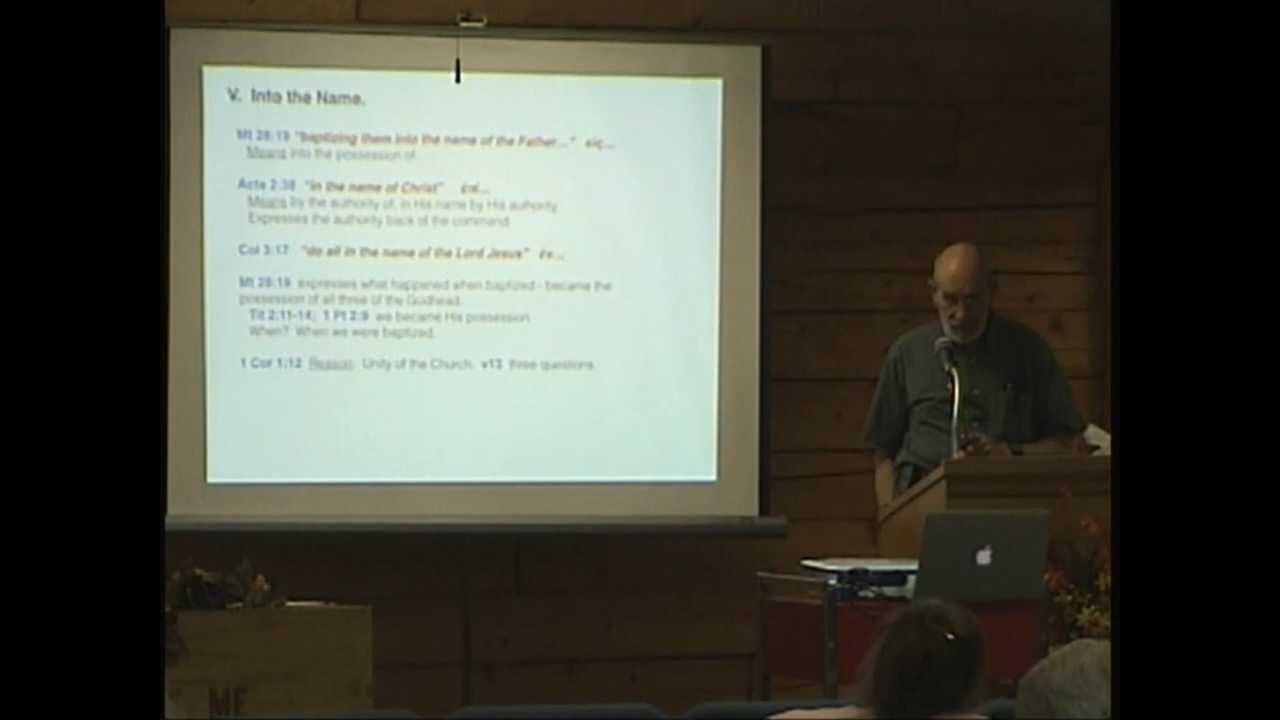 V. Into the Name.
Mt 28:19 "baptizing them into the name of the Father..." εἰς...
Means into the possession of.
Acts 2:38 "in the name of Christ" ἐπί...
Means by the authority of, in His name by His authority.
Expresses the authority back of the command.
Col 3:17 "do all in the name of the Lord Jesus" ἐν...
Mt 28:19 expresses what happened when baptized - became the
possession of all three of the Godhead.
Tit 2:11-14; 1 Pt 2:9 we became His possession.
When? When we were baptized.
1 Cor 1:12 Reason: Unity of the Church. v13 three questions
ME